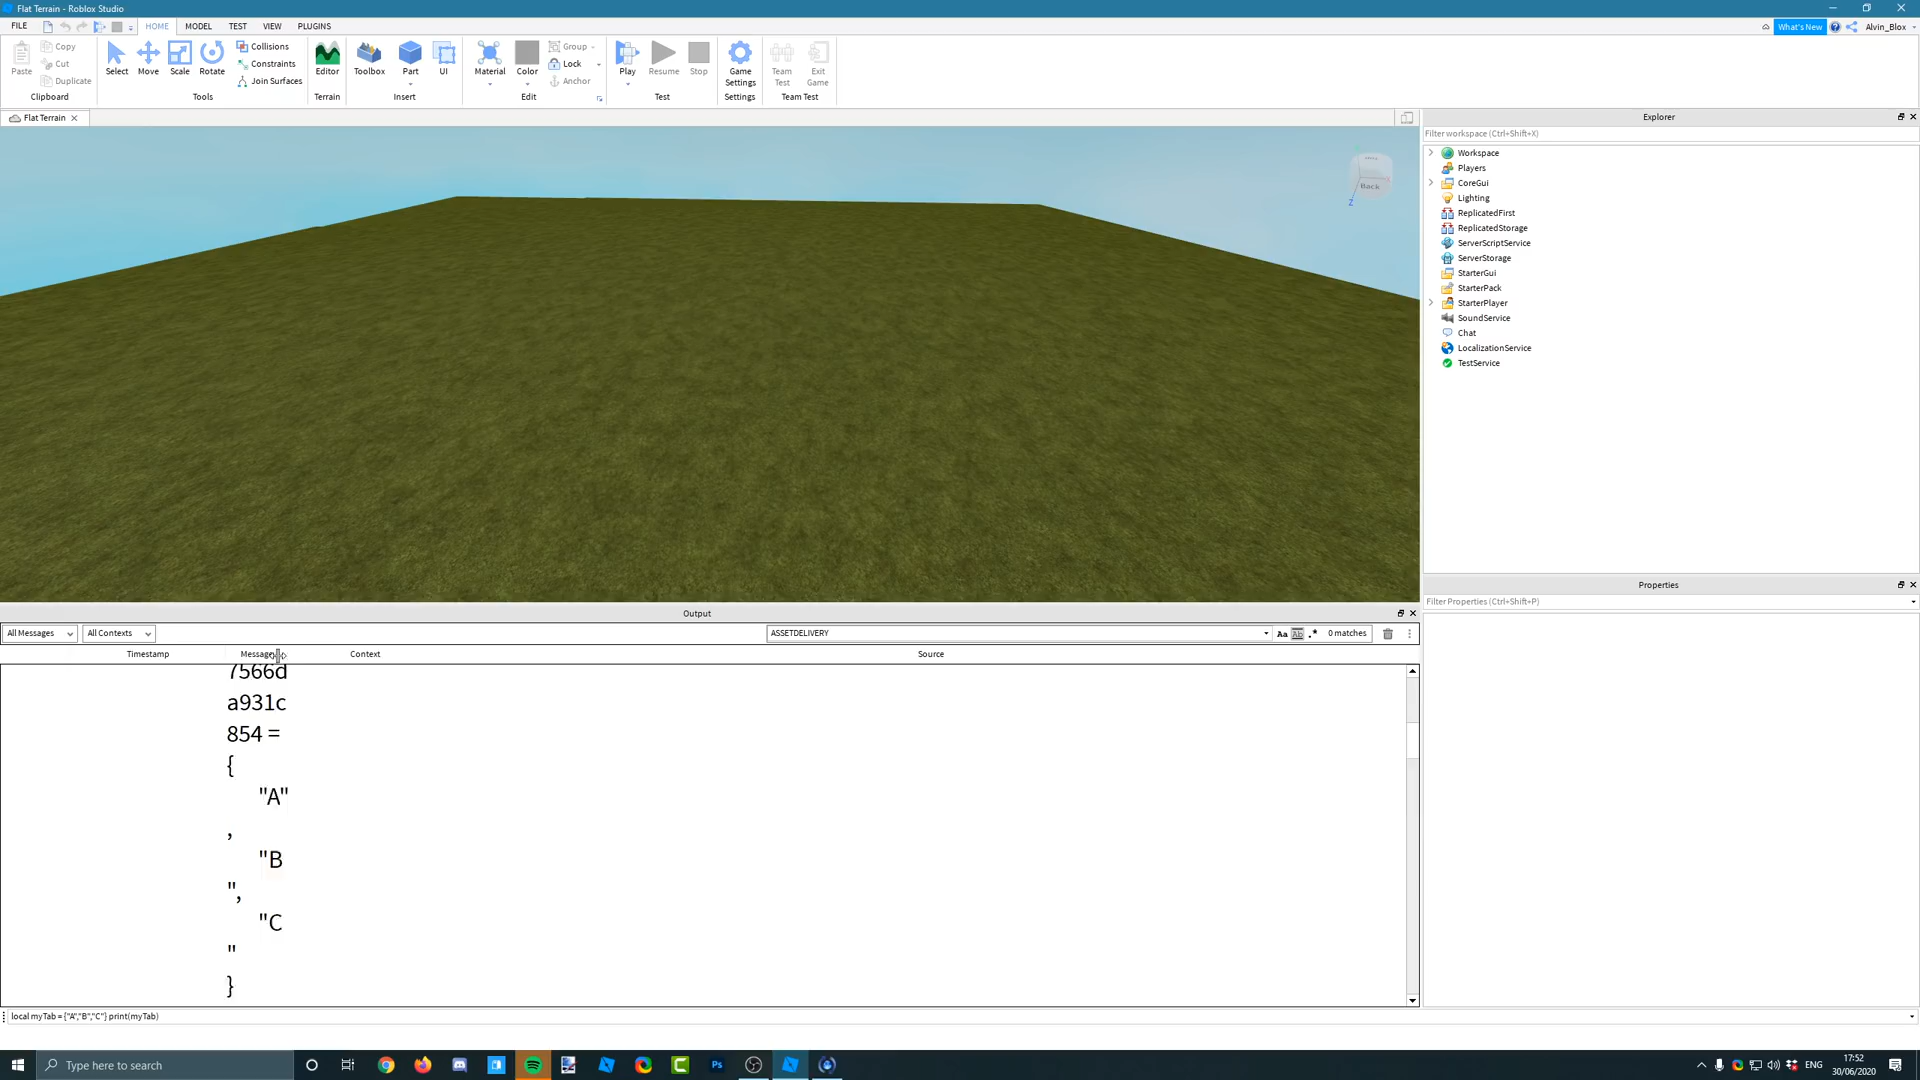 Flat Terrain - Roblox Studio
FILE
HOME MODEL TEST VIEW PLUGINS
What's New Alvin_Blox
Paste Copy Cut Duplicate
Clipboard
Select Move Scale Rotate
Collisions
Constraints
Join Surfaces
Tools
Editor
Terrain
Toolbox Part UI
Insert
Material Color
Group
Lock
Anchor
Edit
Play Resume Stop
Test
Game Settings
Settings
Team Test Exit Game
Team Test
Flat Terrain
Back
Z
Explorer
Filter workspace (Ctrl+Shift+X)
Workspace
Players
CoreGui
Lighting
ReplicatedFirst
ReplicatedStorage
ServerScriptService
ServerStorage
StarterGui
StarterPack
StarterPlayer
SoundService
Chat
LocalizationService
TestService
Properties
Filter Properties (Ctrl+Shift+P)
Output
All Messages All Contexts ASSETDELIVERY Aa Ab .* 0 matches
Timestamp Message Context Source
7566d
a931c
854 =
{
"A"
,
"B
",
"C
"
}
local myTab = {"A","B","C"} print(myTab)
Type here to search
Ps
ENG
17:52
30/06/2020